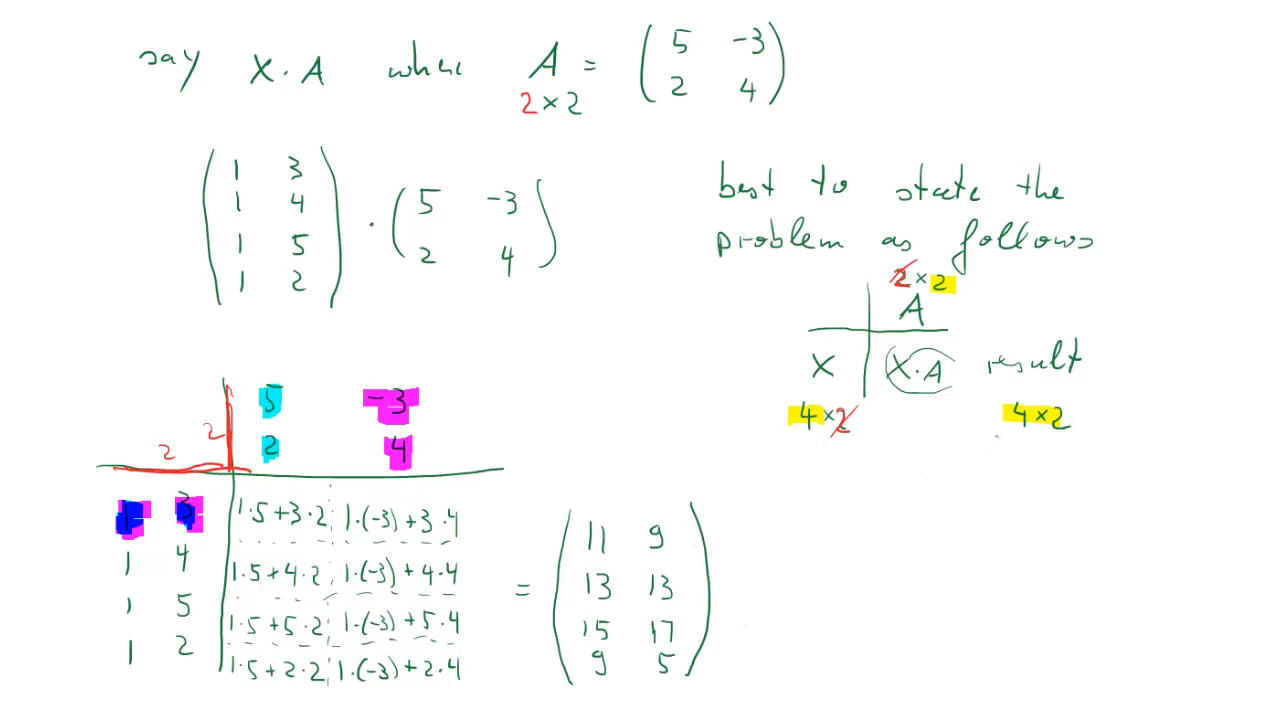 say X · A where A = ( 5 -3
2 4 )
2 × 2
( 1 3
1 4
1 5
1 2 ) · ( 5 -3
2 4 )
best to state the
problem as follows
2 × 2
A
X X·A result
4 × 2 4 × 2
5 -3
2 2 2 4
1 3 1·5+3·2 1·(-3)+3·4
1 4 1·5+4·2 1·(-3)+4·4
1 5 1·5+5·2 1·(-3)+5·4
1 2 1·5+2·2 1·(-3)+2·4
= ( 11 9
13 13
15 17
9 5 )